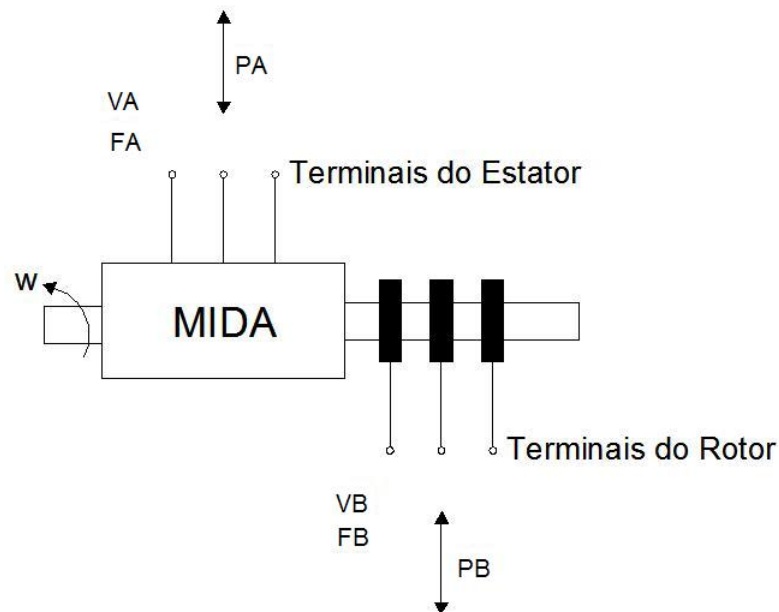 PA
VA
FA
Terminais do Estator
w
MIDA
Terminais do Rotor
VB
FB
PB